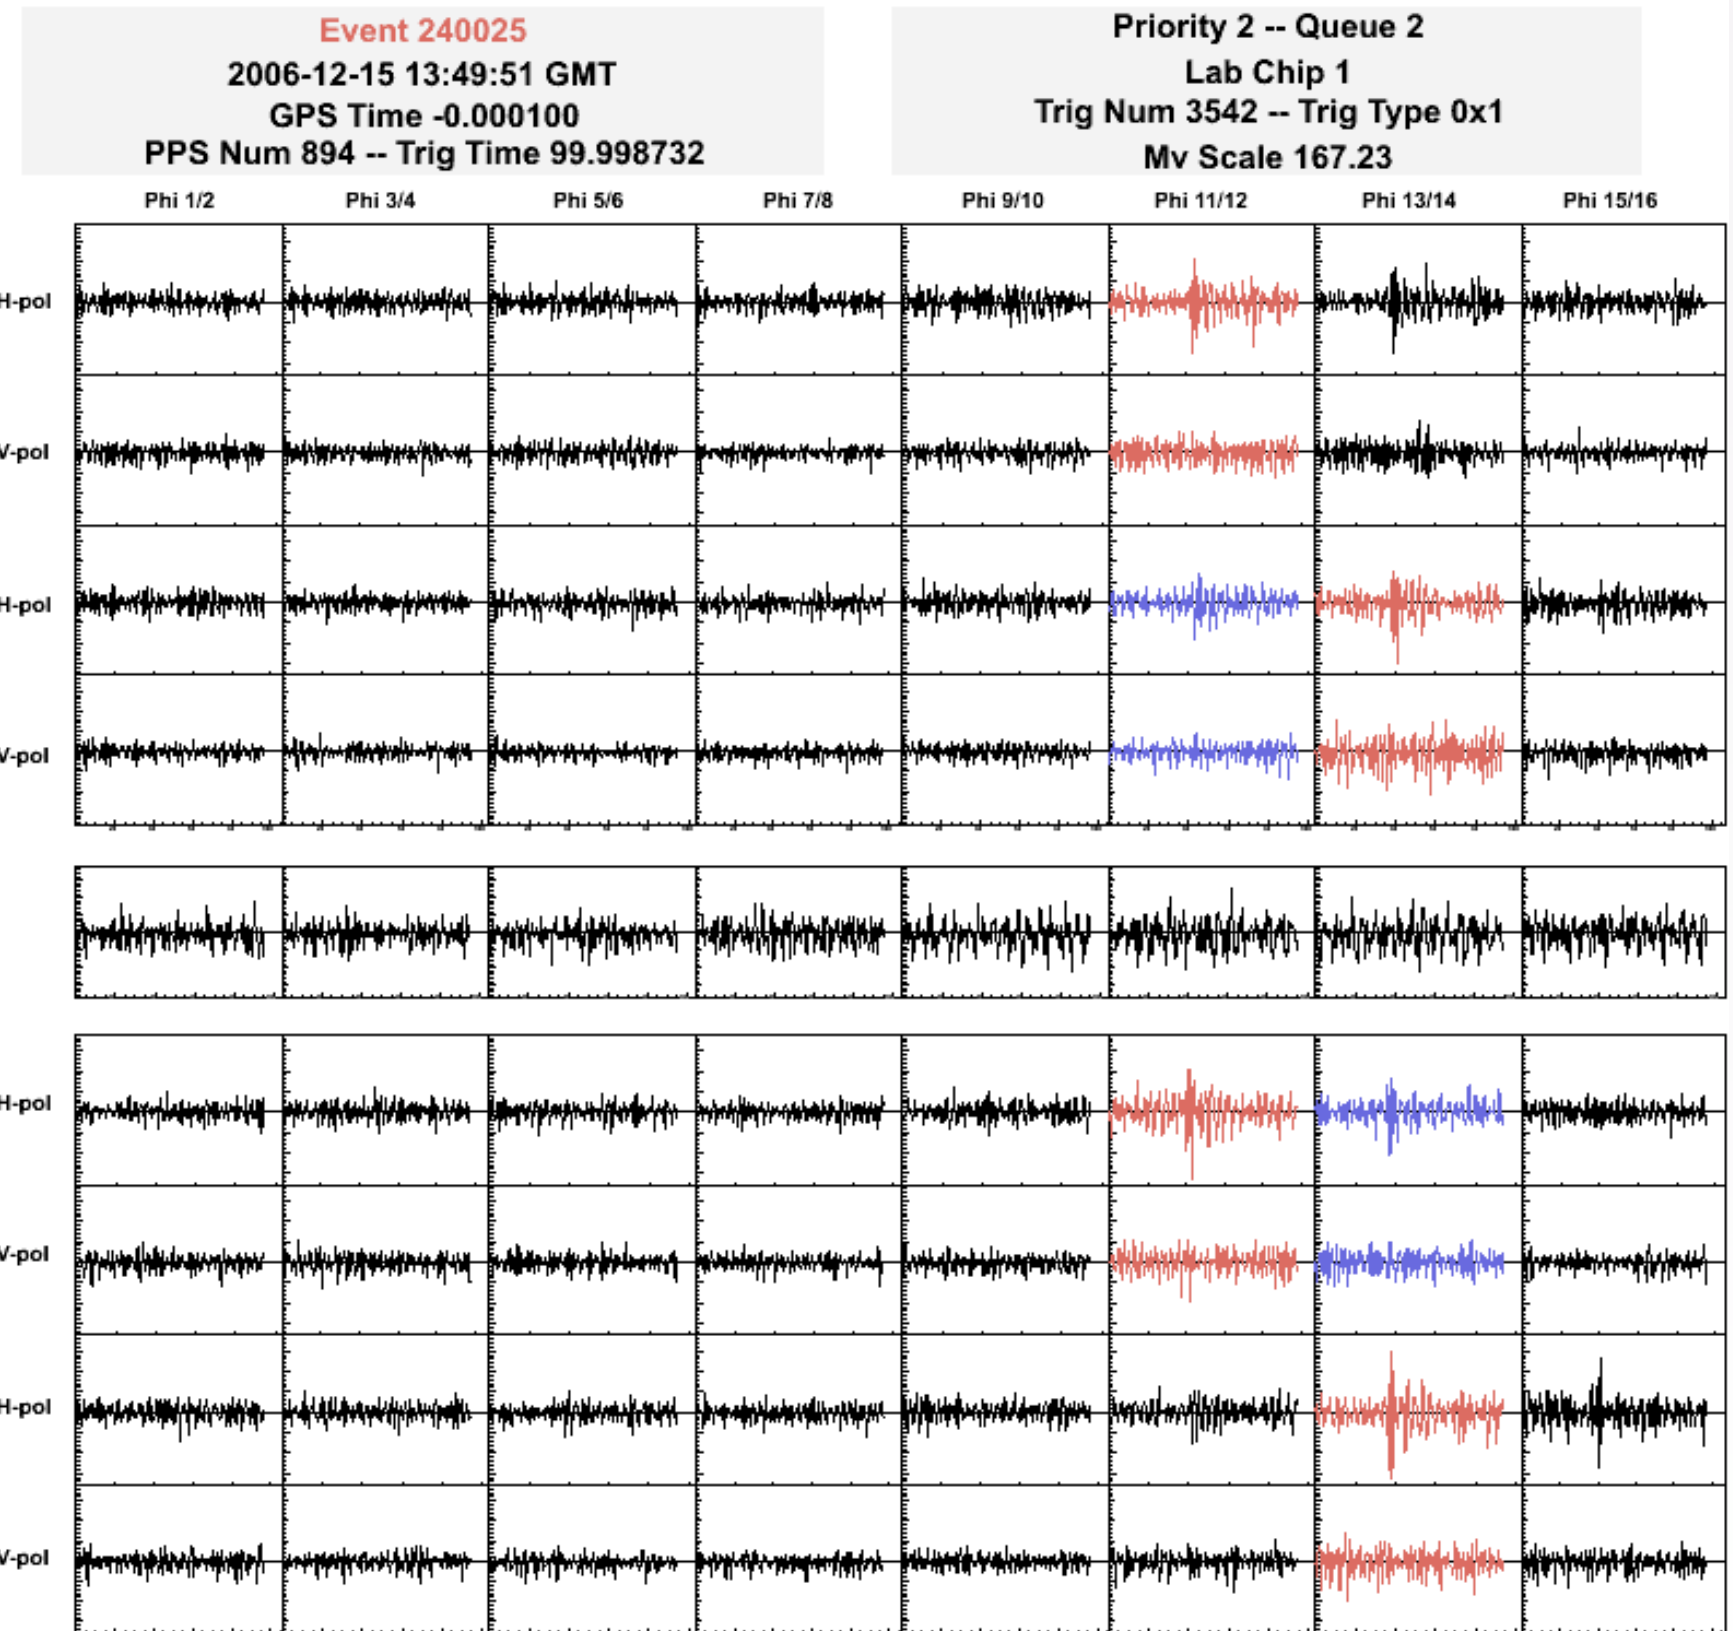 Event 240025
2006-12-15 13:49:51 GMT
GPS Time -0.000100
PPS Num 894 -- Trig Time 99.998732
Priority 2 -- Queue 2
Lab Chip 1
Trig Num 3542 -- Trig Type 0x1
Mv Scale 167.23
Phi 1/2 Phi 3/4 Phi 5/6 Phi 7/8 Phi 9/10 Phi 11/12 Phi 13/14 Phi 15/16
H-pol
V-pol
H-pol
V-pol
H-pol
V-pol
H-pol
V-pol